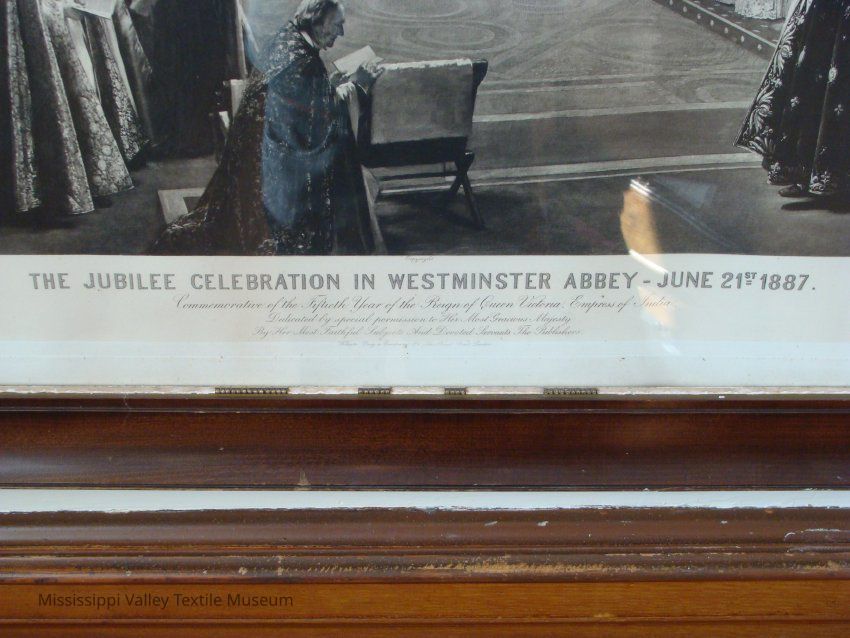 Copyright
THE JUBILEE CELEBRATION IN WESTMINSTER ABBEY - JUNE 21ST 1887.
Commemorative of the Fiftieth Year of the Reign of Queen Victoria, Empress of India
Dedicated by special permission to Her Most Gracious Majesty
By Her Most Faithful Subjects And Devoted Servants The Publishers.
Mississippi Valley Textile Museum